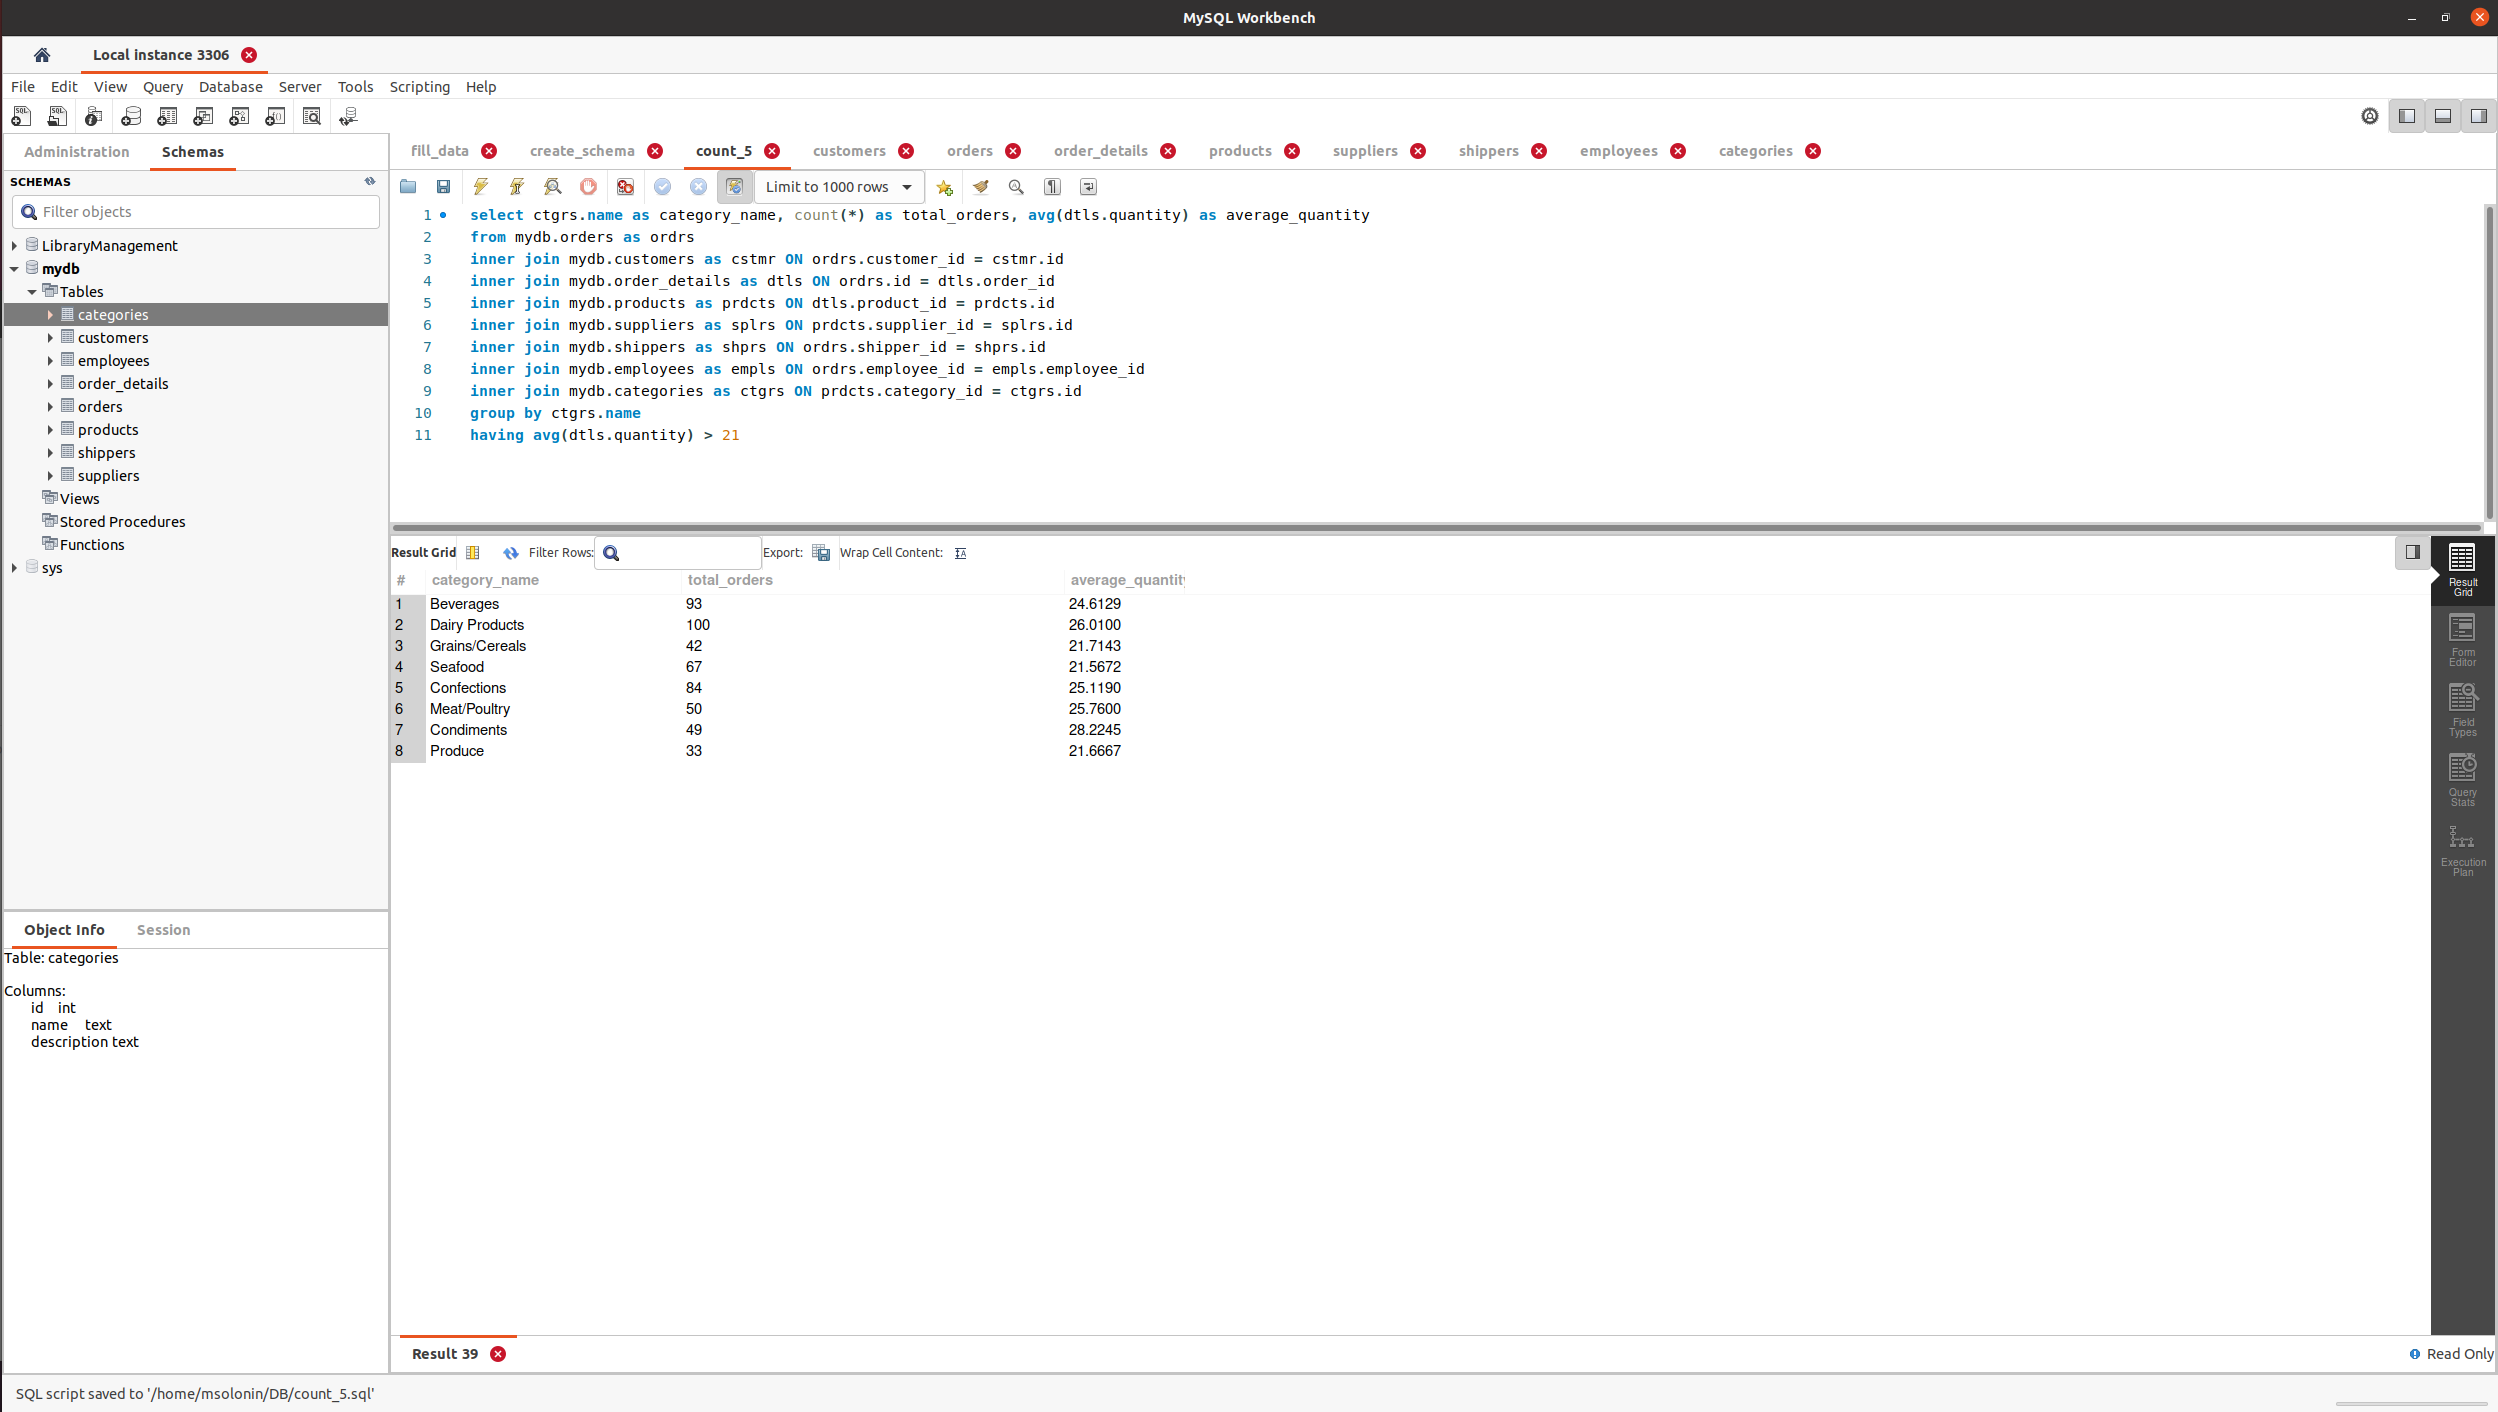 MySQL Workbench
Local instance 3306
File Edit View Query Database Server Tools Scripting Help
Administration Schemas
SCHEMAS
Filter objects
LibraryManagement
mydb
Tables
categories
customers
employees
order_details
orders
products
shippers
suppliers
Views
Stored Procedures
Functions
sys
Object Info Session
Table: categories
Columns:
id int
name text
description text
fill_data create_schema count_5 customers orders order_details products suppliers shippers employees categories
Limit to 1000 rows
1 select ctgrs.name as category_name, count(*) as total_orders, avg(dtls.quantity) as average_quantity
2 from mydb.orders as ordrs
3 inner join mydb.customers as cstmr ON ordrs.customer_id = cstmr.id
4 inner join mydb.order_details as dtls ON ordrs.id = dtls.order_id
5 inner join mydb.products as prdcts ON dtls.product_id = prdcts.id
6 inner join mydb.suppliers as splrs ON prdcts.supplier_id = splrs.id
7 inner join mydb.shippers as shprs ON ordrs.shipper_id = shprs.id
8 inner join mydb.employees as empls ON ordrs.employee_id = empls.employee_id
9 inner join mydb.categories as ctgrs ON prdcts.category_id = ctgrs.id
10 group by ctgrs.name
11 having avg(dtls.quantity) > 21
Result Grid Filter Rows: Export: Wrap Cell Content:
# category_name total_orders average_quantity
1 Beverages 93 24.6129
2 Dairy Products 100 26.0100
3 Grains/Cereals 42 21.7143
4 Seafood 67 21.5672
5 Confections 84 25.1190
6 Meat/Poultry 50 25.7600
7 Condiments 49 28.2245
8 Produce 33 21.6667
Result
Grid
Form
Editor
Field
Types
Query
Stats
Execution
Plan
Result 39
Read Only
SQL script saved to '/home/msolonin/DB/count_5.sql'